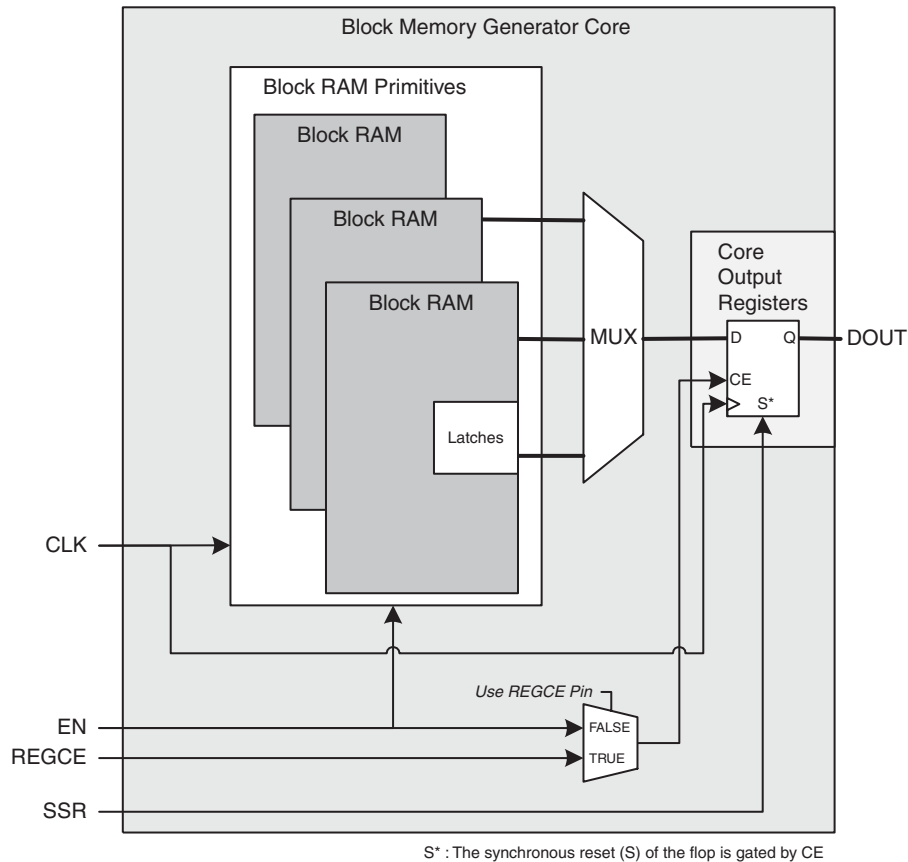 Block Memory Generator Core
Block RAM Primitives
Block RAM
Block RAM
Block RAM
Latches
MUX
Core
Output
Registers
D
Q
CE
S*
DOUT
CLK
Use REGCE Pin
EN
FALSE
REGCE
TRUE
SSR
S* : The synchronous reset (S) of the flop is gated by CE